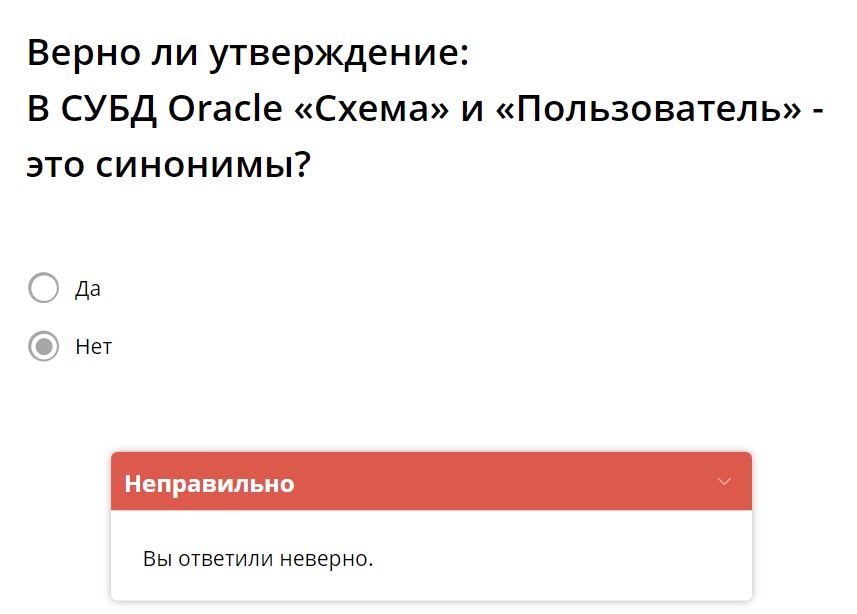 Верно ли утверждение:
В СУБД Oracle «Схема» и «Пользователь» -
это синонимы?
Да
Нет
Неправильно
Вы ответили неверно.